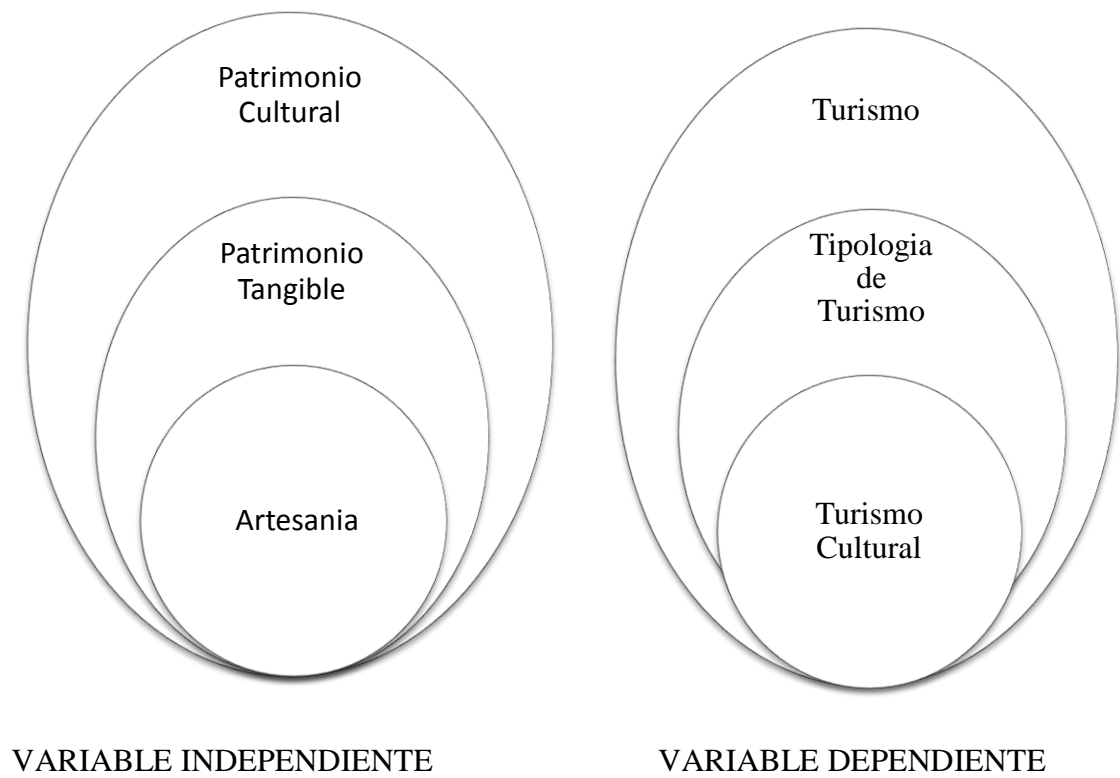 Patrimonio
Cultural
Patrimonio
Tangible
Artesania
VARIABLE INDEPENDIENTE
Turismo
Tipologia
de
Turismo
Turismo
Cultural
VARIABLE DEPENDIENTE